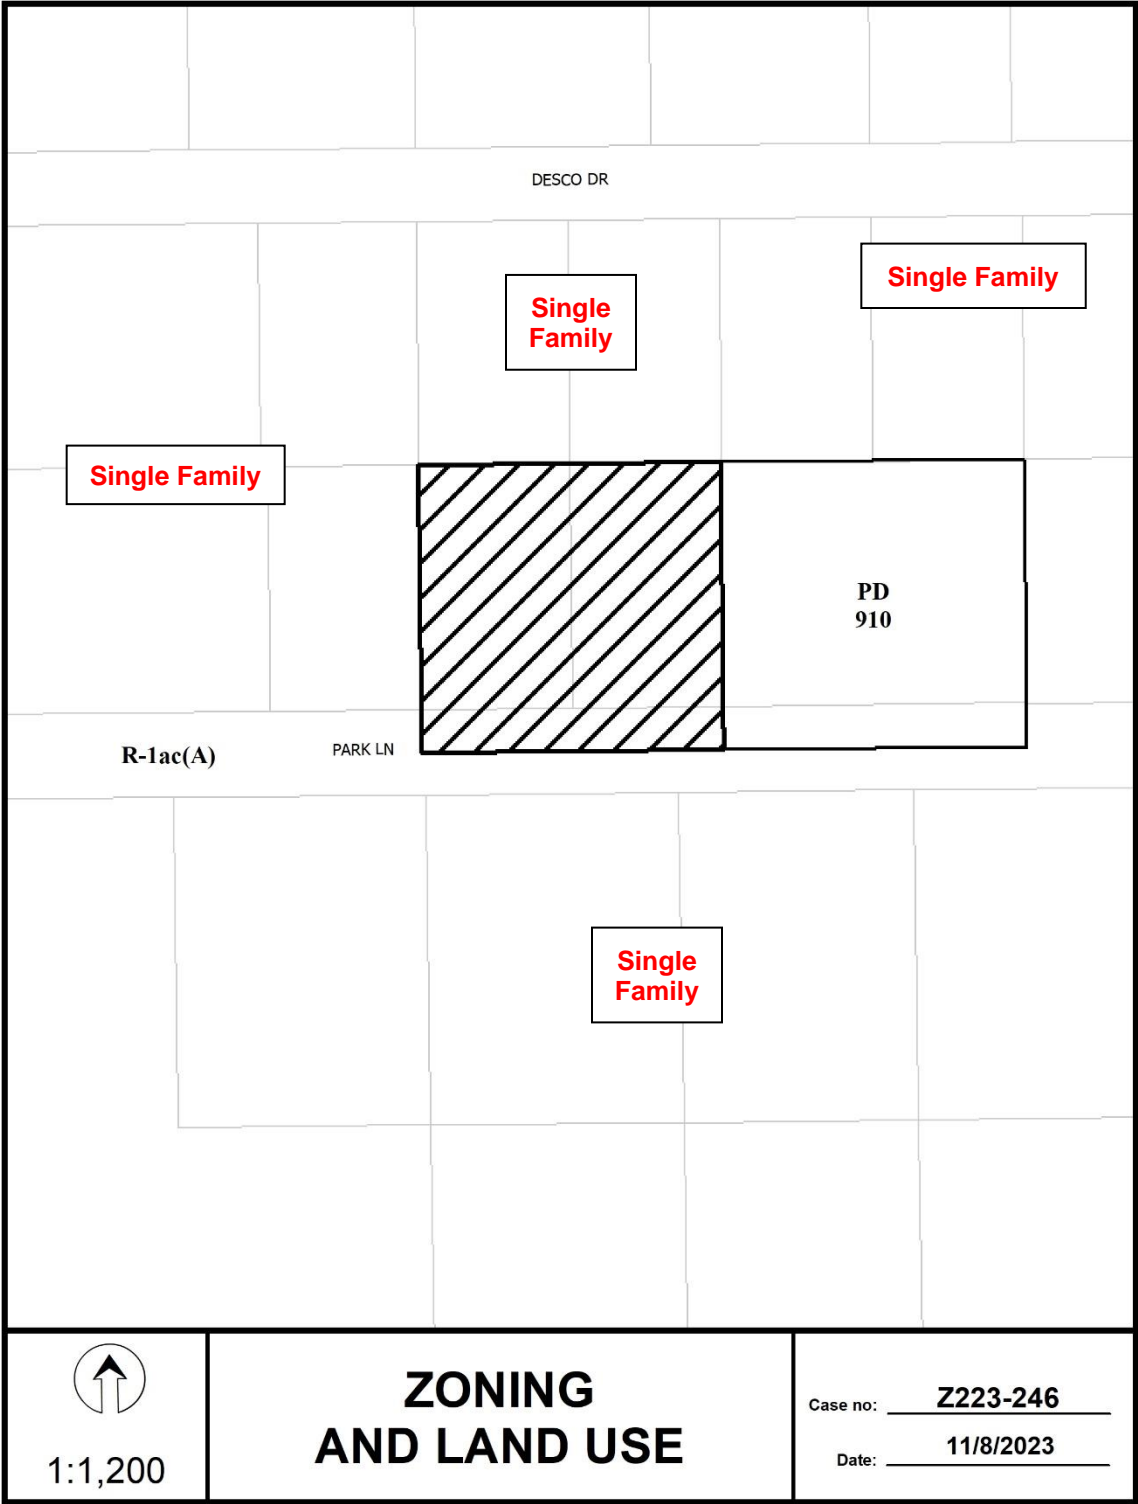 DESCO DR
Single Family
Single
Family
Single Family
PD
910
R-1ac(A)
PARK LN
Single
Family
1:1,200
ZONING
AND LAND USE
Case no: Z223-246
Date: 11/8/2023